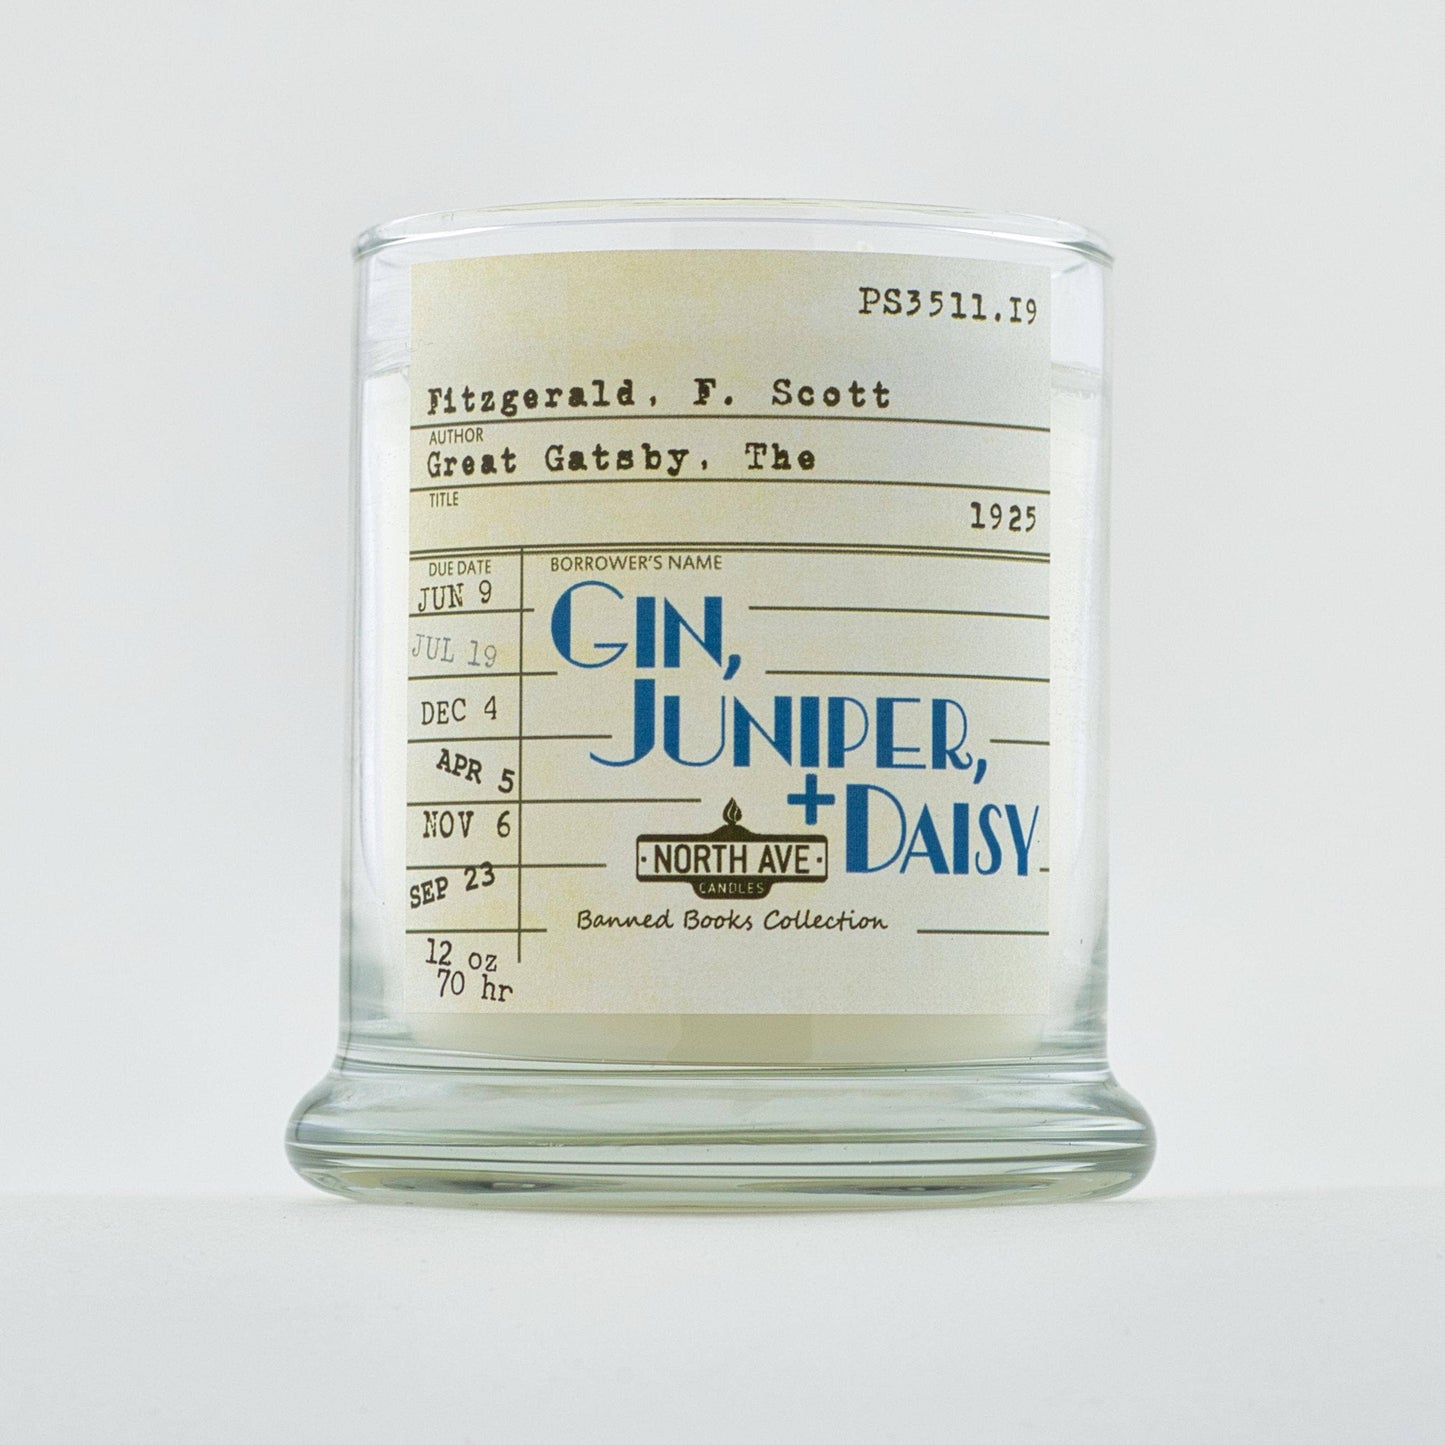 PS3511.I9
Fitzgerald, F. Scott
AUTHOR
Great Gatsby, The
TITLE
1925
DUE DATE
BORROWER'S NAME
JUN 9
JUL 19
DEC 4
APR 5
NOV 6
SEP 23
12 oz
70 hr
GIN,
JUNIPER,
+DAISY
NORTH AVE
CANDLES
Banned Books Collection